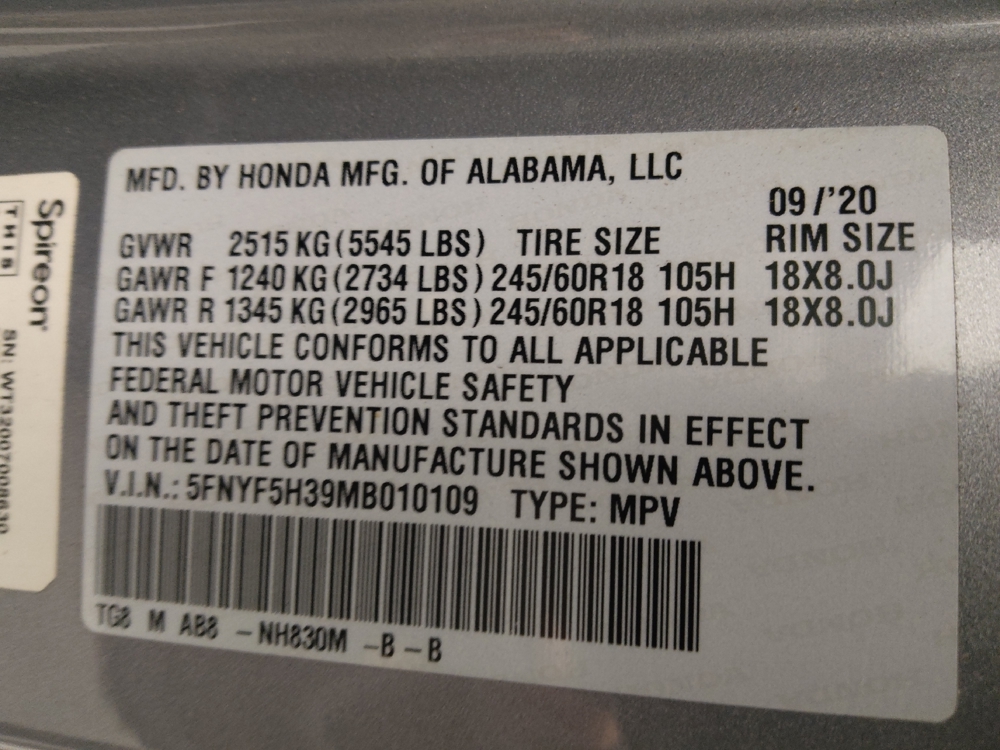 MFD. BY HONDA MFG. OF ALABAMA, LLC
09/'20
GVWR 2515 KG (5545 LBS) TIRE SIZE RIM SIZE
GAWR F 1240 KG (2734 LBS) 245/60R18 105H 18X8.0J
GAWR R 1345 KG (2965 LBS) 245/60R18 105H 18X8.0J
THIS VEHICLE CONFORMS TO ALL APPLICABLE
FEDERAL MOTOR VEHICLE SAFETY
AND THEFT PREVENTION STANDARDS IN EFFECT
ON THE DATE OF MANUFACTURE SHOWN ABOVE.
V.I.N.: 5FNYF5H39MB010109 TYPE: MPV
TG8 M AB8 -NH830M -B-B
Spireon
THIS
SN: